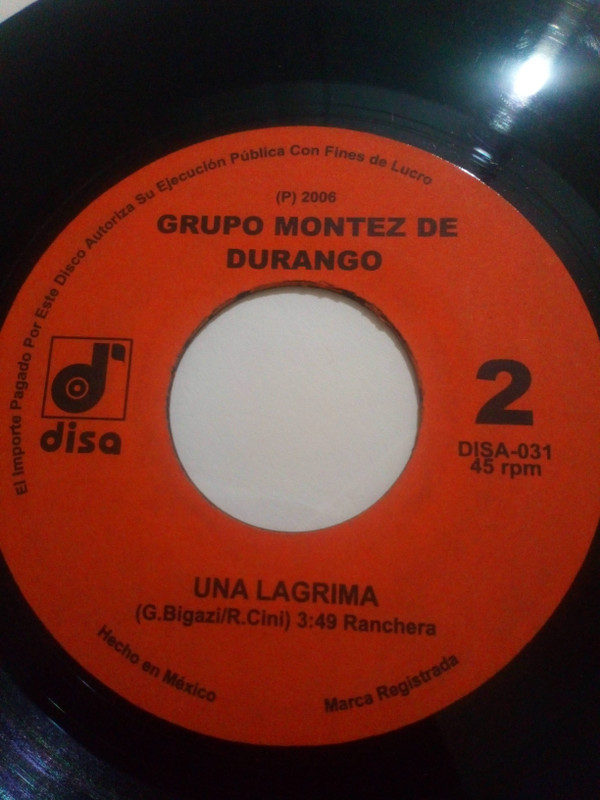 El Importe Pagado Por Este Disco Autoriza Su Ejecución Pública Con Fines de Lucro
(P) 2006
GRUPO MONTEZ DE
DURANGO
disa
2
DISA-031
45 rpm
UNA LAGRIMA
(G.Bigazi/R.Cini) 3:49 Ranchera
Hecho en México
Marca Registrada